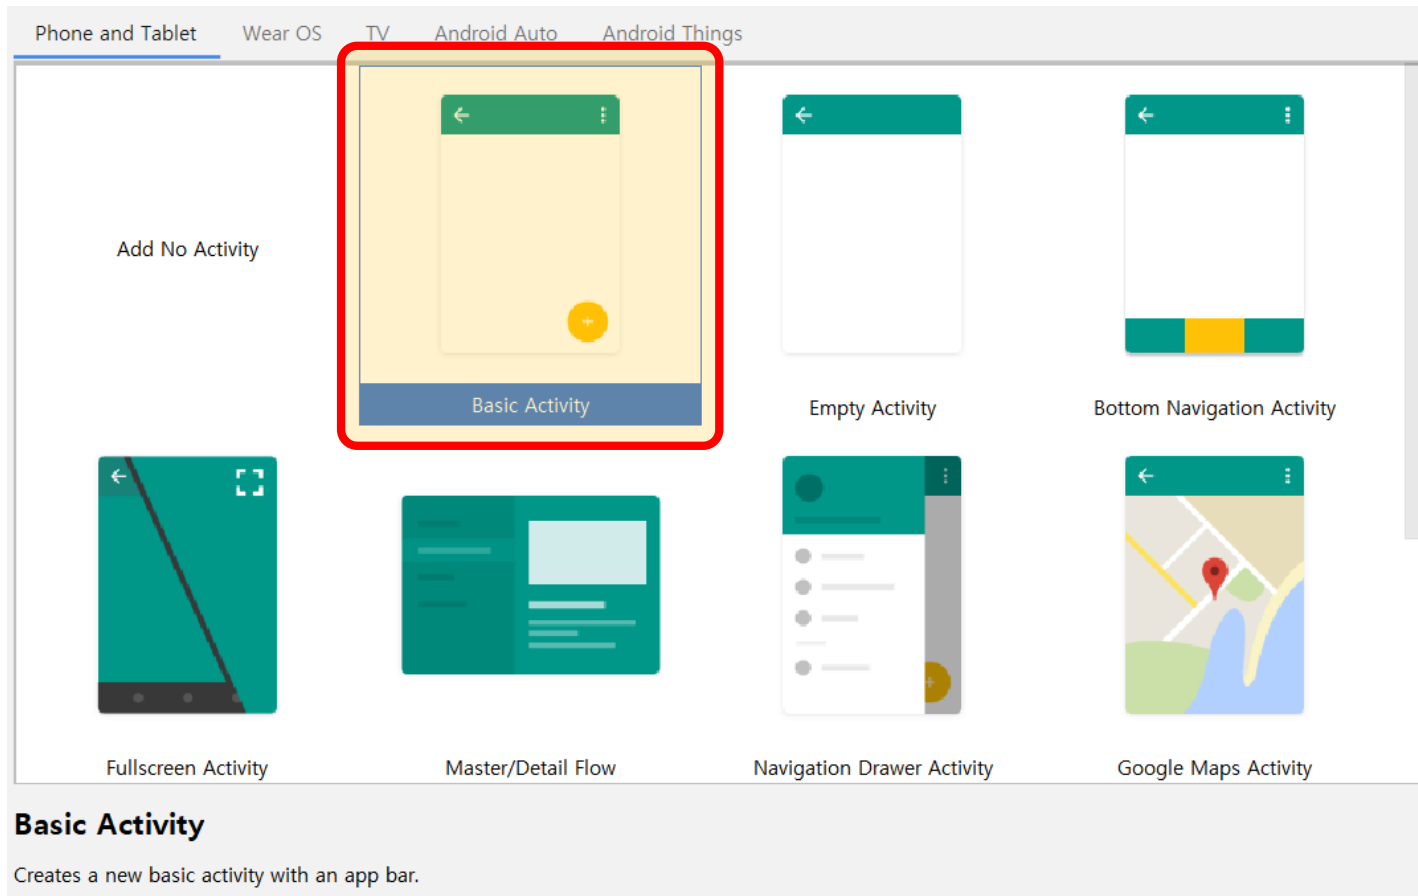 Phone and Tablet Wear OS TV Android Auto Android Things
Add No Activity
Basic Activity
Empty Activity
Bottom Navigation Activity
Fullscreen Activity
Master/Detail Flow
Navigation Drawer Activity
Google Maps Activity
Basic Activity
Creates a new basic activity with an app bar.